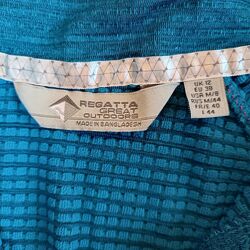 REGATTA
GREAT
OUTDOORS
MADE IN BANGLADESH
UK 12
EU 38
USA M/8
RUS M/44
FR/E 40
I 44